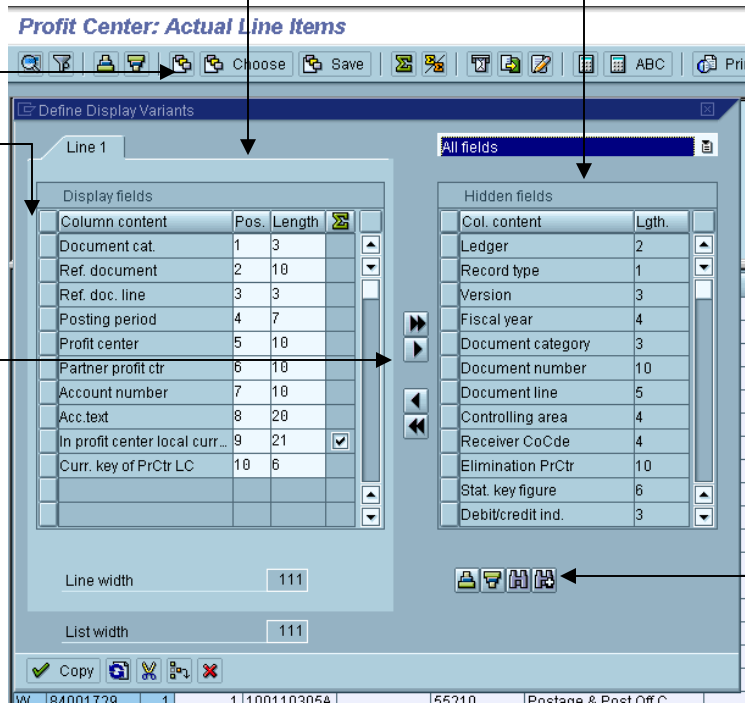 Profit Center: Actual Line Items
Choose Save ABC Pri
Define Display Variants
Line 1
All fields
Display fields
Column content Pos. Length
Document cat. 1 3
Ref. document 2 10
Ref. doc. line 3 3
Posting period 4 7
Profit center 5 10
Partner profit ctr 6 10
Account number 7 10
Acc.text 8 20
In profit center local curr... 9 21
Curr. key of PrCtr LC 10 6
Hidden fields
Col. content Lgth.
Ledger 2
Record type 1
Version 3
Fiscal year 4
Document category 3
Document number 10
Document line 5
Controlling area 4
Receiver CoCde 4
Elimination PrCtr 10
Stat. key figure 6
Debit/credit ind. 3
Line width 111
List width 111
Copy
W 84001729 1 1 100110305A 55210 Postage & Post Off C